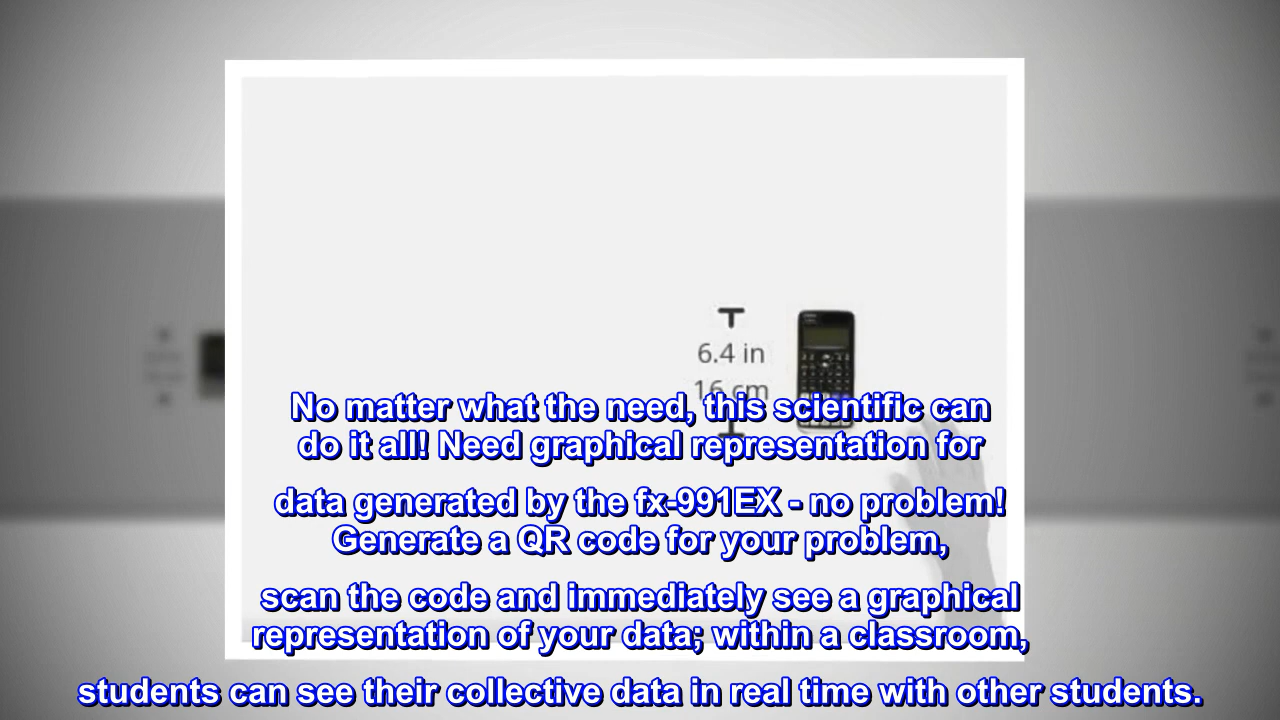 6.4 in
16 cm
No matter what the need, this scientific can
do it all! Need graphical representation for
data generated by the fx-991EX - no problem!
Generate a QR code for your problem,
scan the code and immediately see a graphical
representation of your data; within a classroom,
students can see their collective data in real time with other students.